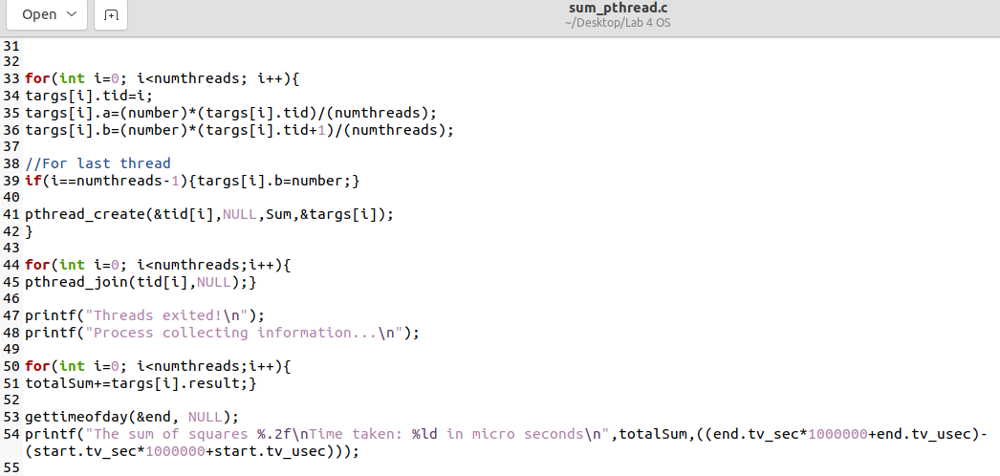 Open
sum_pthread.c
~/Desktop/Lab 4 OS
31
32
33 for(int i=0; i<numthreads; i++){
34 targs[i].tid=i;
35 targs[i].a=(number)*(targs[i].tid)/(numthreads);
36 targs[i].b=(number)*(targs[i].tid+1)/(numthreads);
37
38 //For last thread
39 if(i==numthreads-1){targs[i].b=number;}
40
41 pthread_create(&tid[i],NULL,Sum,&targs[i]);
42 }
43
44 for(int i=0; i<numthreads;i++){
45 pthread_join(tid[i],NULL);}
46
47 printf("Threads exited!\n");
48 printf("Process collecting information...\n");
49
50 for(int i=0; i<numthreads;i++){
51 totalSum+=targs[i].result;}
52
53 gettimeofday(&end, NULL);
54 printf("The sum of squares %.2f\nTime taken: %ld in micro seconds\n",totalSum,((end.tv_sec*1000000+end.tv_usec)-
(start.tv_sec*1000000+start.tv_usec)));
55